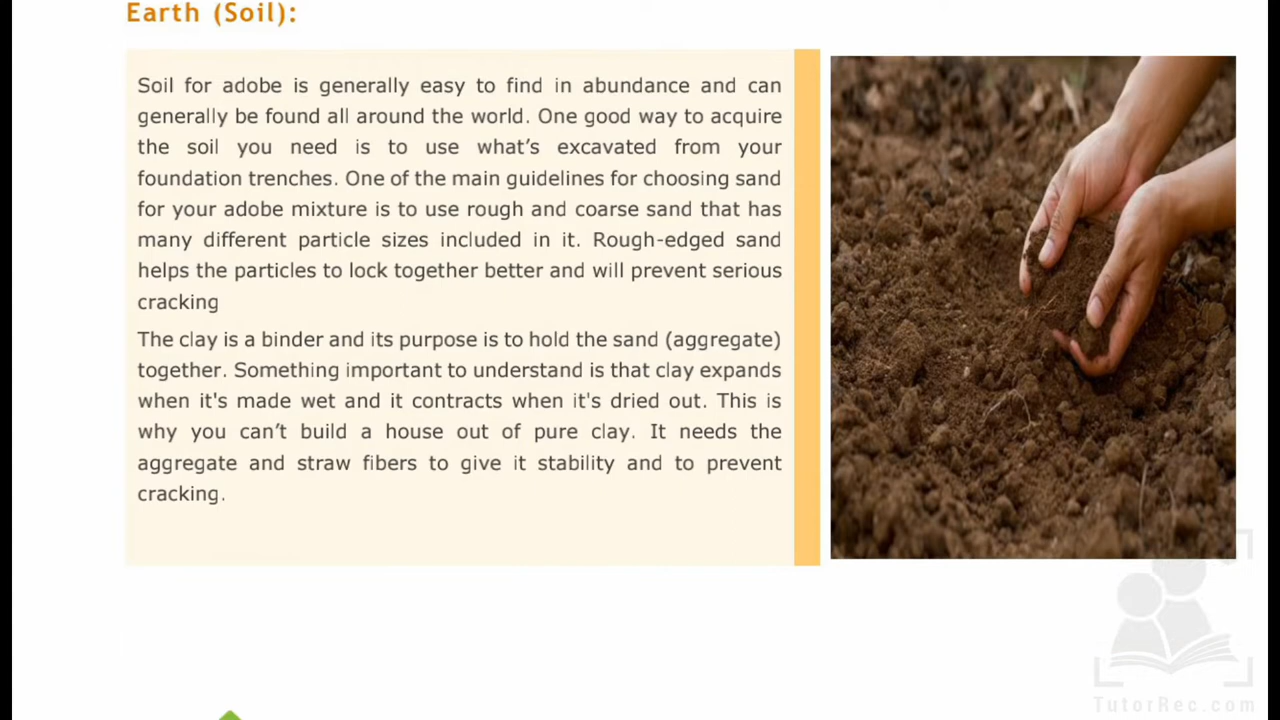 Earth (Soil):
Soil for adobe is generally easy to find in abundance and can
generally be found all around the world. One good way to acquire
the soil you need is to use what’s excavated from your
foundation trenches. One of the main guidelines for choosing sand
for your adobe mixture is to use rough and coarse sand that has
many different particle sizes included in it. Rough-edged sand
helps the particles to lock together better and will prevent serious
cracking
The clay is a binder and its purpose is to hold the sand (aggregate)
together. Something important to understand is that clay expands
when it's made wet and it contracts when it's dried out. This is
why you can’t build a house out of pure clay. It needs the
aggregate and straw fibers to give it stability and to prevent
cracking.
TutorRec.com